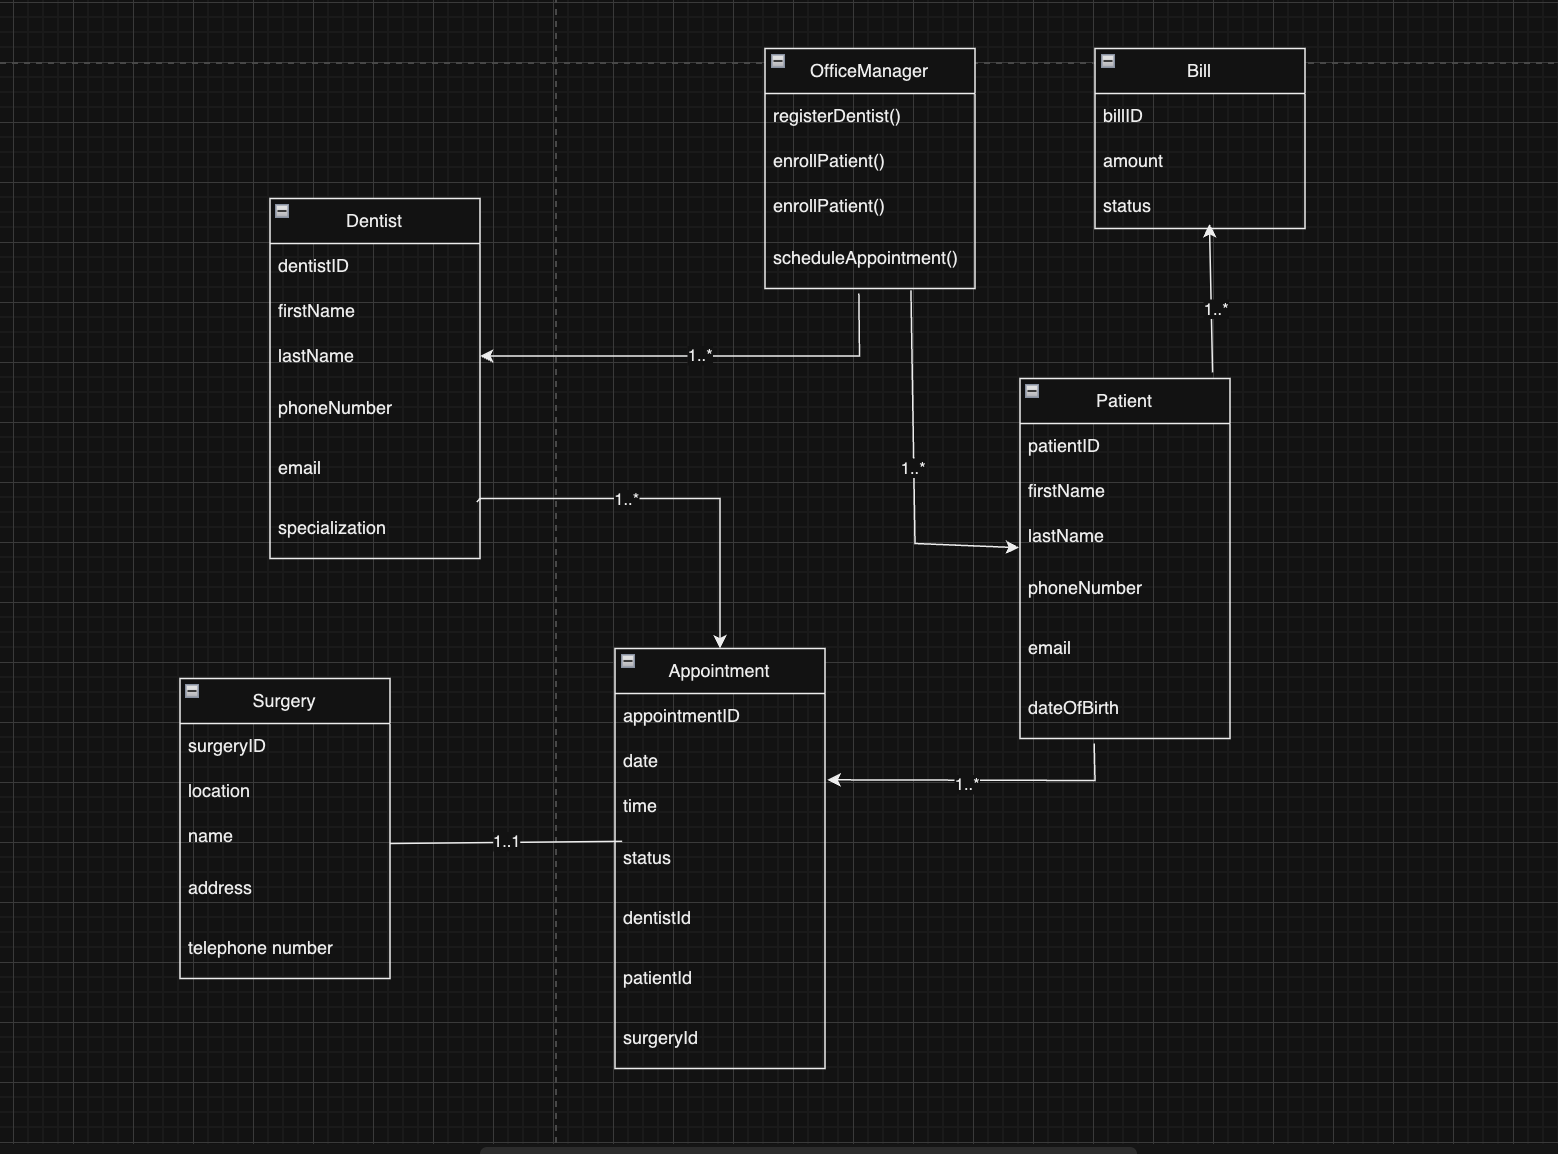 OfficeManager
registerDentist()
enrollPatient()
enrollPatient()
scheduleAppointment()
Bill
billID
amount
status
Dentist
dentistID
firstName
lastName
phoneNumber
email
specialization
1..*
1..*
1..*
1..*
Patient
patientID
firstName
lastName
phoneNumber
email
dateOfBirth
Surgery
surgeryID
location
name
address
telephone number
1..1
Appointment
appointmentID
date
time
status
dentistId
patientId
surgeryId
1..*